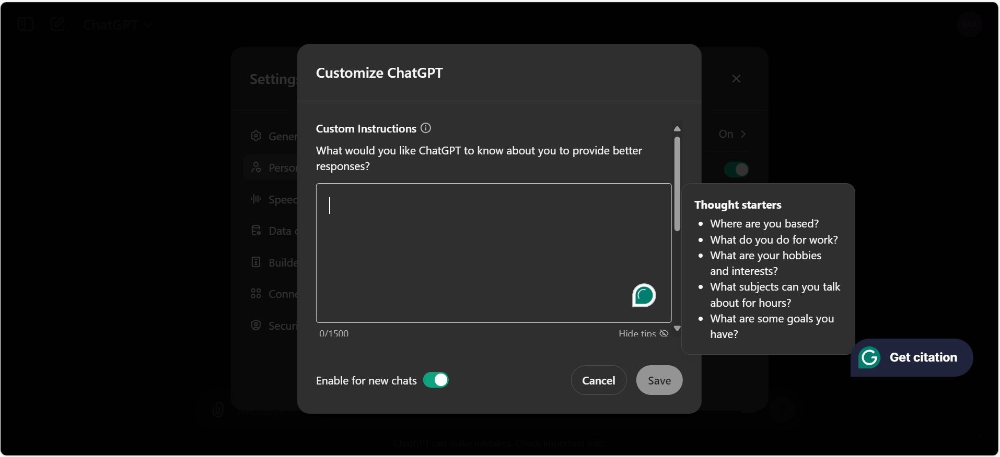 ChatGPT
MA
Settings
Customize ChatGPT
Custom Instructions
What would you like ChatGPT to know about you to provide better
responses?
0/1500
Hide tips
Enable for new chats
Cancel
Save
Gener
Person
Speec
Data c
Builde
Conne
Securi
On
Thought starters
• Where are you based?
• What do you do for work?
• What are your hobbies
and interests?
• What subjects can you talk
about for hours?
• What are some goals you
have?
G Get citation
ChatGPT can make mistakes. Check important info.
?